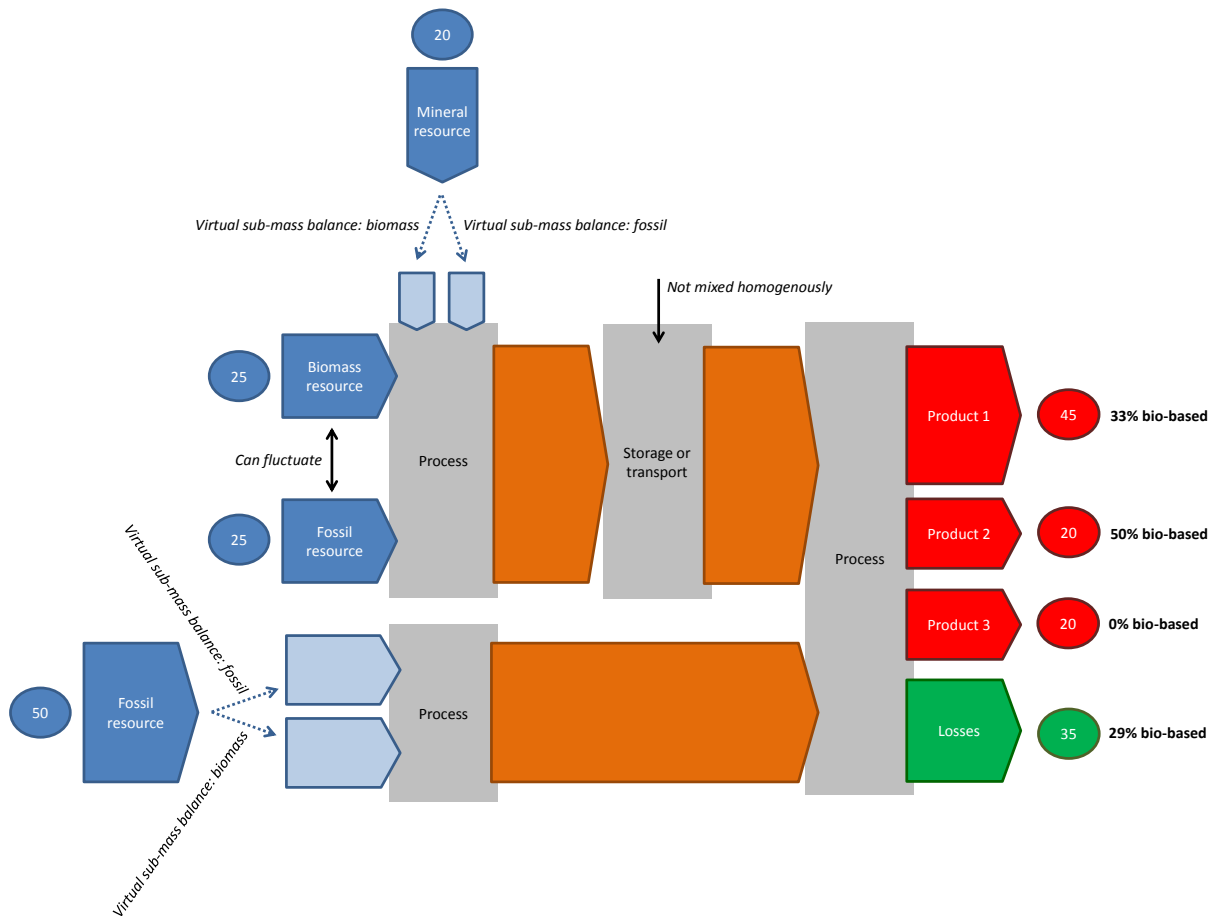 20
Mineral
resource
Virtual sub-mass balance: biomass
Virtual sub-mass balance: fossil
Not mixed homogenously
25
Biomass
resource
Can fluctuate
Process
Storage or
transport
25
Fossil
resource
Product 1
45
33% bio-based
Product 2
20
50% bio-based
Process
Product 3
20
0% bio-based
Virtual sub-mass balance: fossil
50
Fossil
resource
Process
Virtual sub-mass balance: biomass
Losses
35
29% bio-based